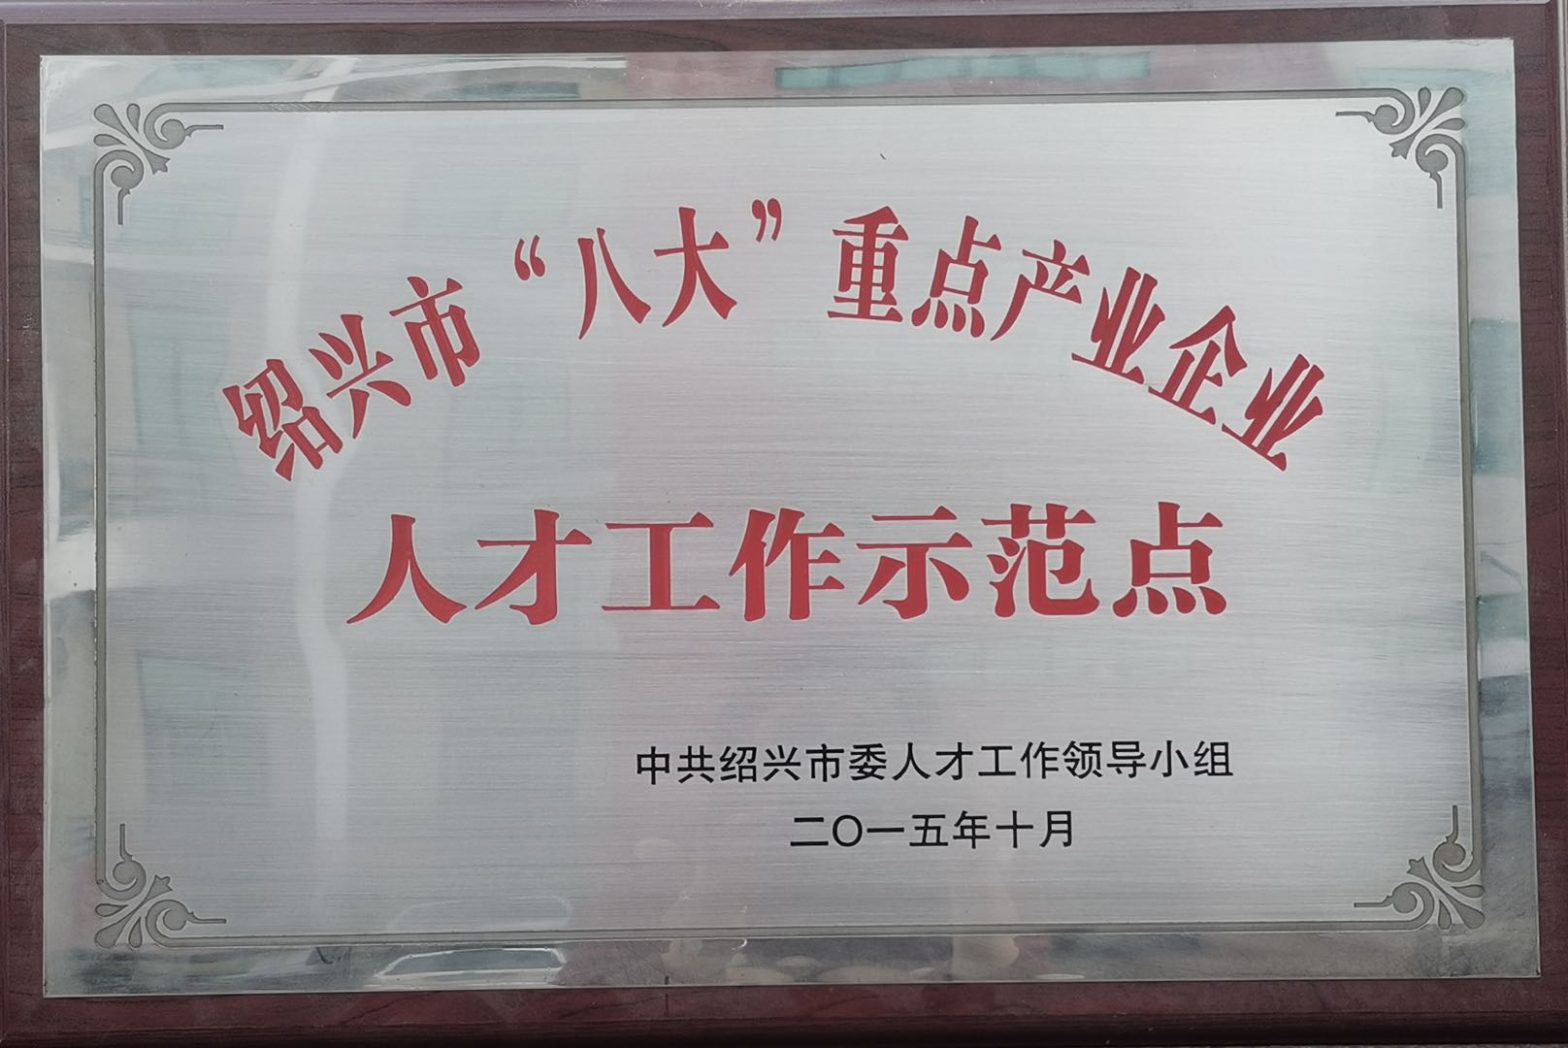 绍兴市“八大”重点产业企业
人才工作示范点
中共绍兴市委人才工作领导小组
二〇一五年十月